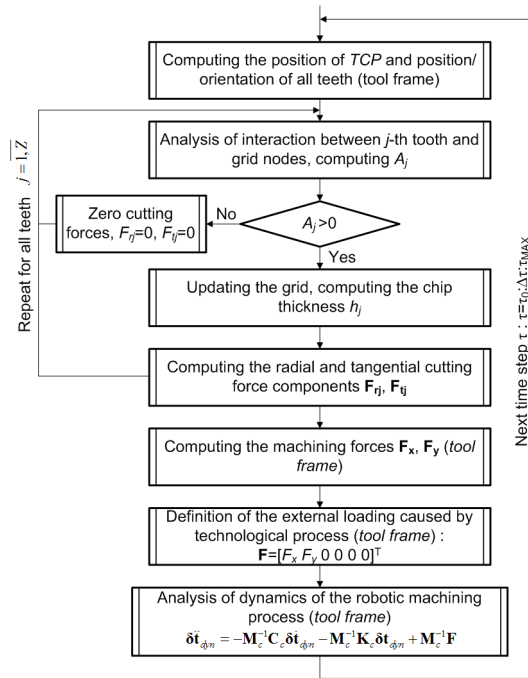 Computing the position of TCP and position/
orientation of all teeth (tool frame)
Analysis of interaction between j-th tooth and
grid nodes, computing Aj
Repeat for all teeth j=1,Z̅
Zero cutting
forces, Frj=0, Ftj=0
No
Aj>0
Yes
Updating the grid, computing the chip
thickness hj
Computing the radial and tangential cutting
force components Frj, Ftj
Computing the machining forces Fx, Fy (tool
frame)
Definition of the external loading caused by
technological process (tool frame) :
F=[Fx Fy 0 0 0 0]ᵀ
Analysis of dynamics of the robotic machining
process (tool frame)
δẗdyn = −Mc⁻¹Ccδṫdyn −Mc⁻¹Kcδtdyn + Mc⁻¹F
Next time step τ : τ=τ0:Δτ:τMAX